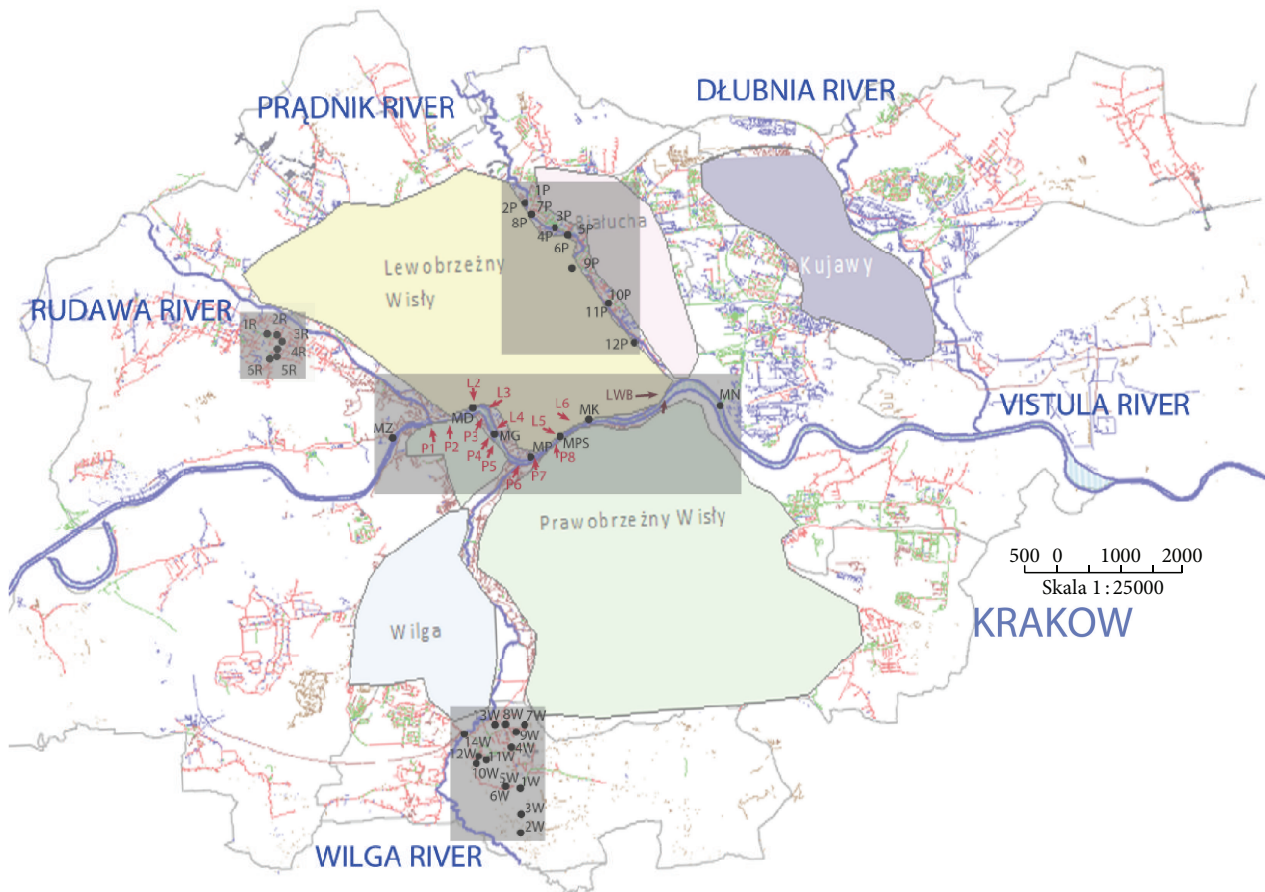 PRĄDNIK RIVER
DŁUBNIA RIVER
1P
2P
7P
8P
3P
Białucha
4P
5P
6P
9P
10P
11P
12P
Lewobrzeżny
Wisły
Kujawy
RUDAWA RIVER
1R
2R
3R
4R
5R
5R
L2
L3
LWB
MN
VISTULA RIVER
L6
MK
MD
L4
L5
MZ
P3
MG
MPS
P1
P2
P4
MP
P8
P5
P7
P6
Prawobrzeżny Wisły
500 0 1000 2000
Skala 1 : 25000
KRAKOW
Wilga
13W
8W
7W
9W
14W
4W
12W
11W
10W
5W
1W
6W
3W
2W
WILGA RIVER